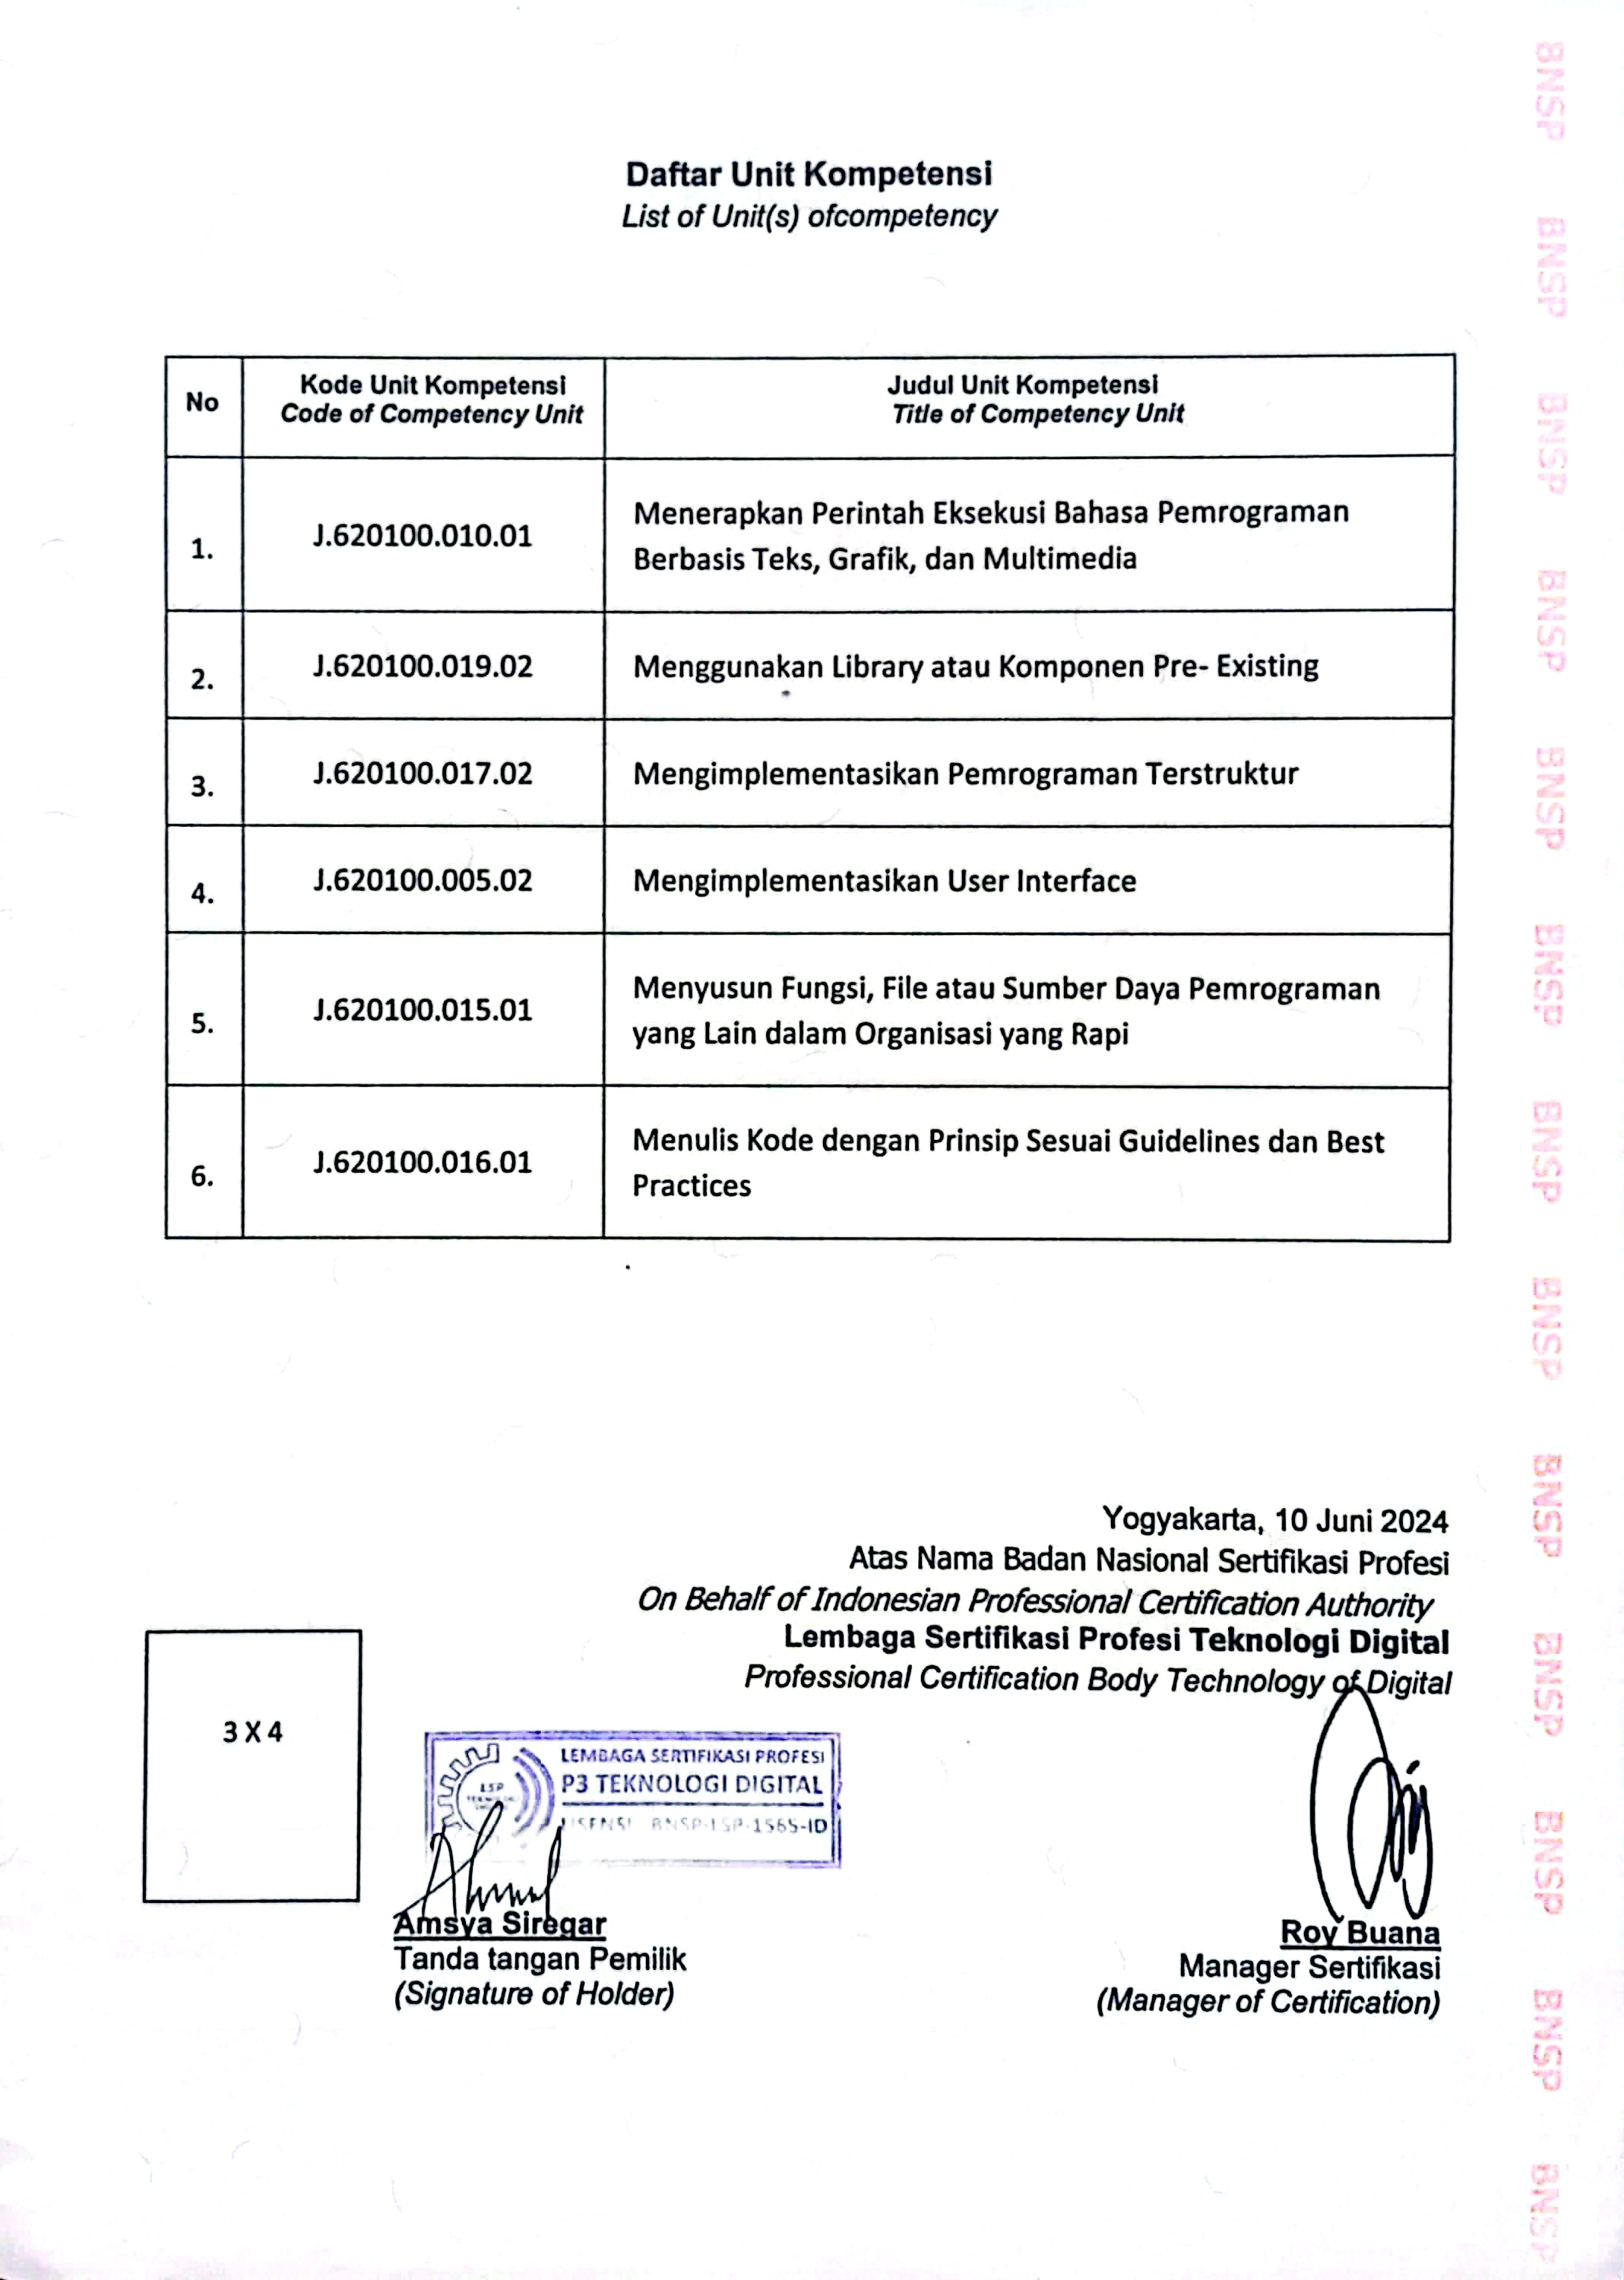 Daftar Unit Kompetensi
List of Unit(s) ofcompetency
No
Kode Unit Kompetensi
Code of Competency Unit
Judul Unit Kompetensi
Title of Competency Unit
1.
J.620100.010.01
Menerapkan Perintah Eksekusi Bahasa Pemrograman
Berbasis Teks, Grafik, dan Multimedia
2.
J.620100.019.02
Menggunakan Library atau Komponen Pre- Existing
3.
J.620100.017.02
Mengimplementasikan Pemrograman Terstruktur
4.
J.620100.005.02
Mengimplementasikan User Interface
5.
J.620100.015.01
Menyusun Fungsi, File atau Sumber Daya Pemrograman
yang Lain dalam Organisasi yang Rapi
6.
J.620100.016.01
Menulis Kode dengan Prinsip Sesuai Guidelines dan Best
Practices
Yogyakarta, 10 Juni 2024
Atas Nama Badan Nasional Sertifikasi Profesi
On Behalf of Indonesian Professional Certification Authority
Lembaga Sertifikasi Profesi Teknologi Digital
Professional Certification Body Technology of Digital
3 X 4
LSP
LEMBAGA SERTIFIKASI PROFESI
P3 TEKNOLOGI DIGITAL
LISENSI BNSP-LSP-1565-ID
Amsya Siregar
Tanda tangan Pemilik
(Signature of Holder)
Roy Buana
Manager Sertifikasi
(Manager of Certification)
BNSP
BNSP
BNSP
BNSP
BNSP
BNSP
BNSP
BNSP
BNSP
BNSP
BNSP
BNSP
BNSP